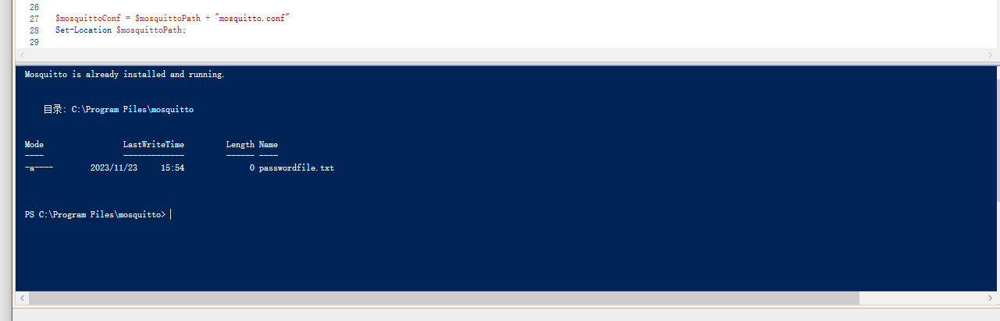 26
27 $mosquittoConf = $mosquittoPath + "mosquitto.conf"
28 Set-Location $mosquittoPath;
29
Mosquitto is already installed and running.
目录: C:\Program Files\mosquitto
Mode LastWriteTime Length Name
---- ------------- ------ ----
-a---- 2023/11/23 15:54 0 passwordfile.txt
PS C:\Program Files\mosquitto>